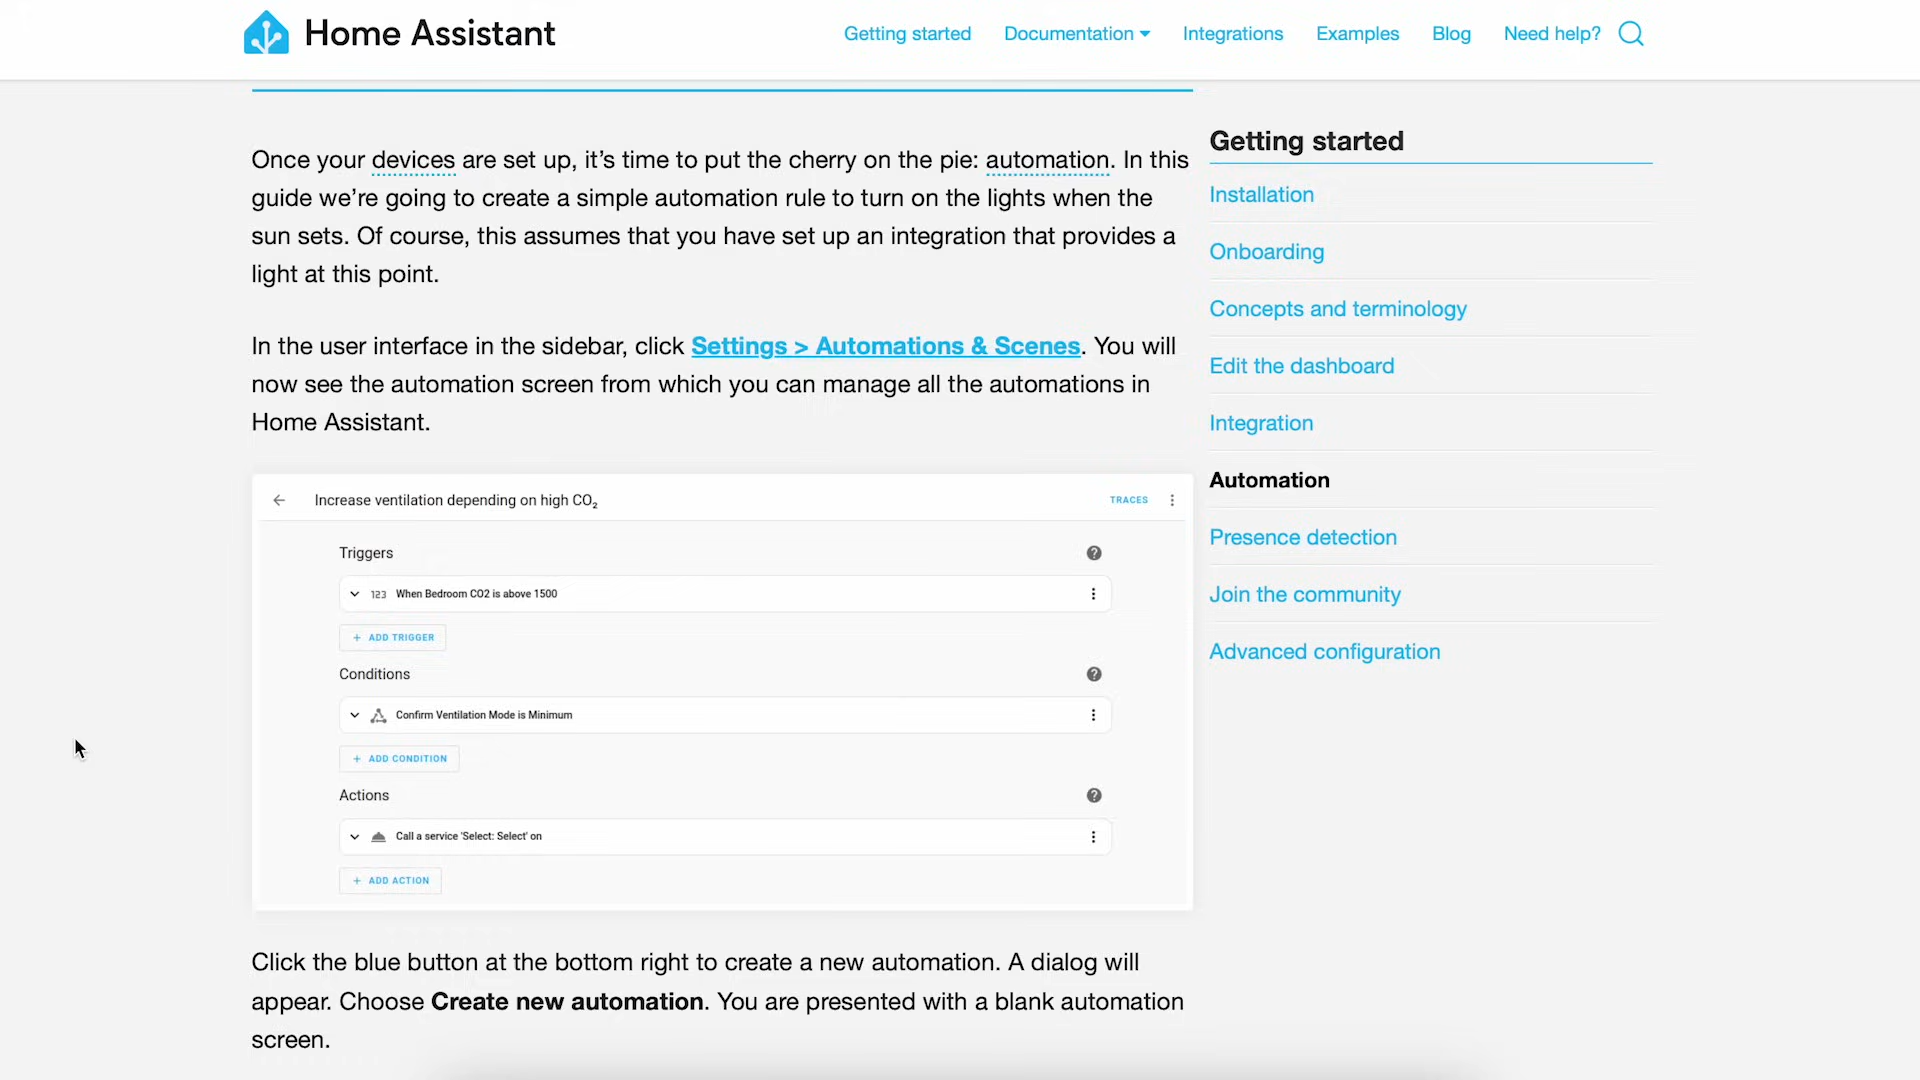 Home Assistant
Getting started
Documentation
Integrations
Examples
Blog
Need help?
Once your devices are set up, it’s time to put the cherry on the pie: automation. In this
guide we’re going to create a simple automation rule to turn on the lights when the
sun sets. Of course, this assumes that you have set up an integration that provides a
light at this point.
In the user interface in the sidebar, click Settings > Automations & Scenes. You will
now see the automation screen from which you can manage all the automations in
Home Assistant.
Increase ventilation depending on high CO₂
TRACES
Triggers
123 When Bedroom CO2 is above 1500
+ ADD TRIGGER
Conditions
Confirm Ventilation Mode is Minimum
+ ADD CONDITION
Actions
Call a service 'Select: Select' on
+ ADD ACTION
Click the blue button at the bottom right to create a new automation. A dialog will
appear. Choose Create new automation. You are presented with a blank automation
screen.
Getting started
Installation
Onboarding
Concepts and terminology
Edit the dashboard
Integration
Automation
Presence detection
Join the community
Advanced configuration